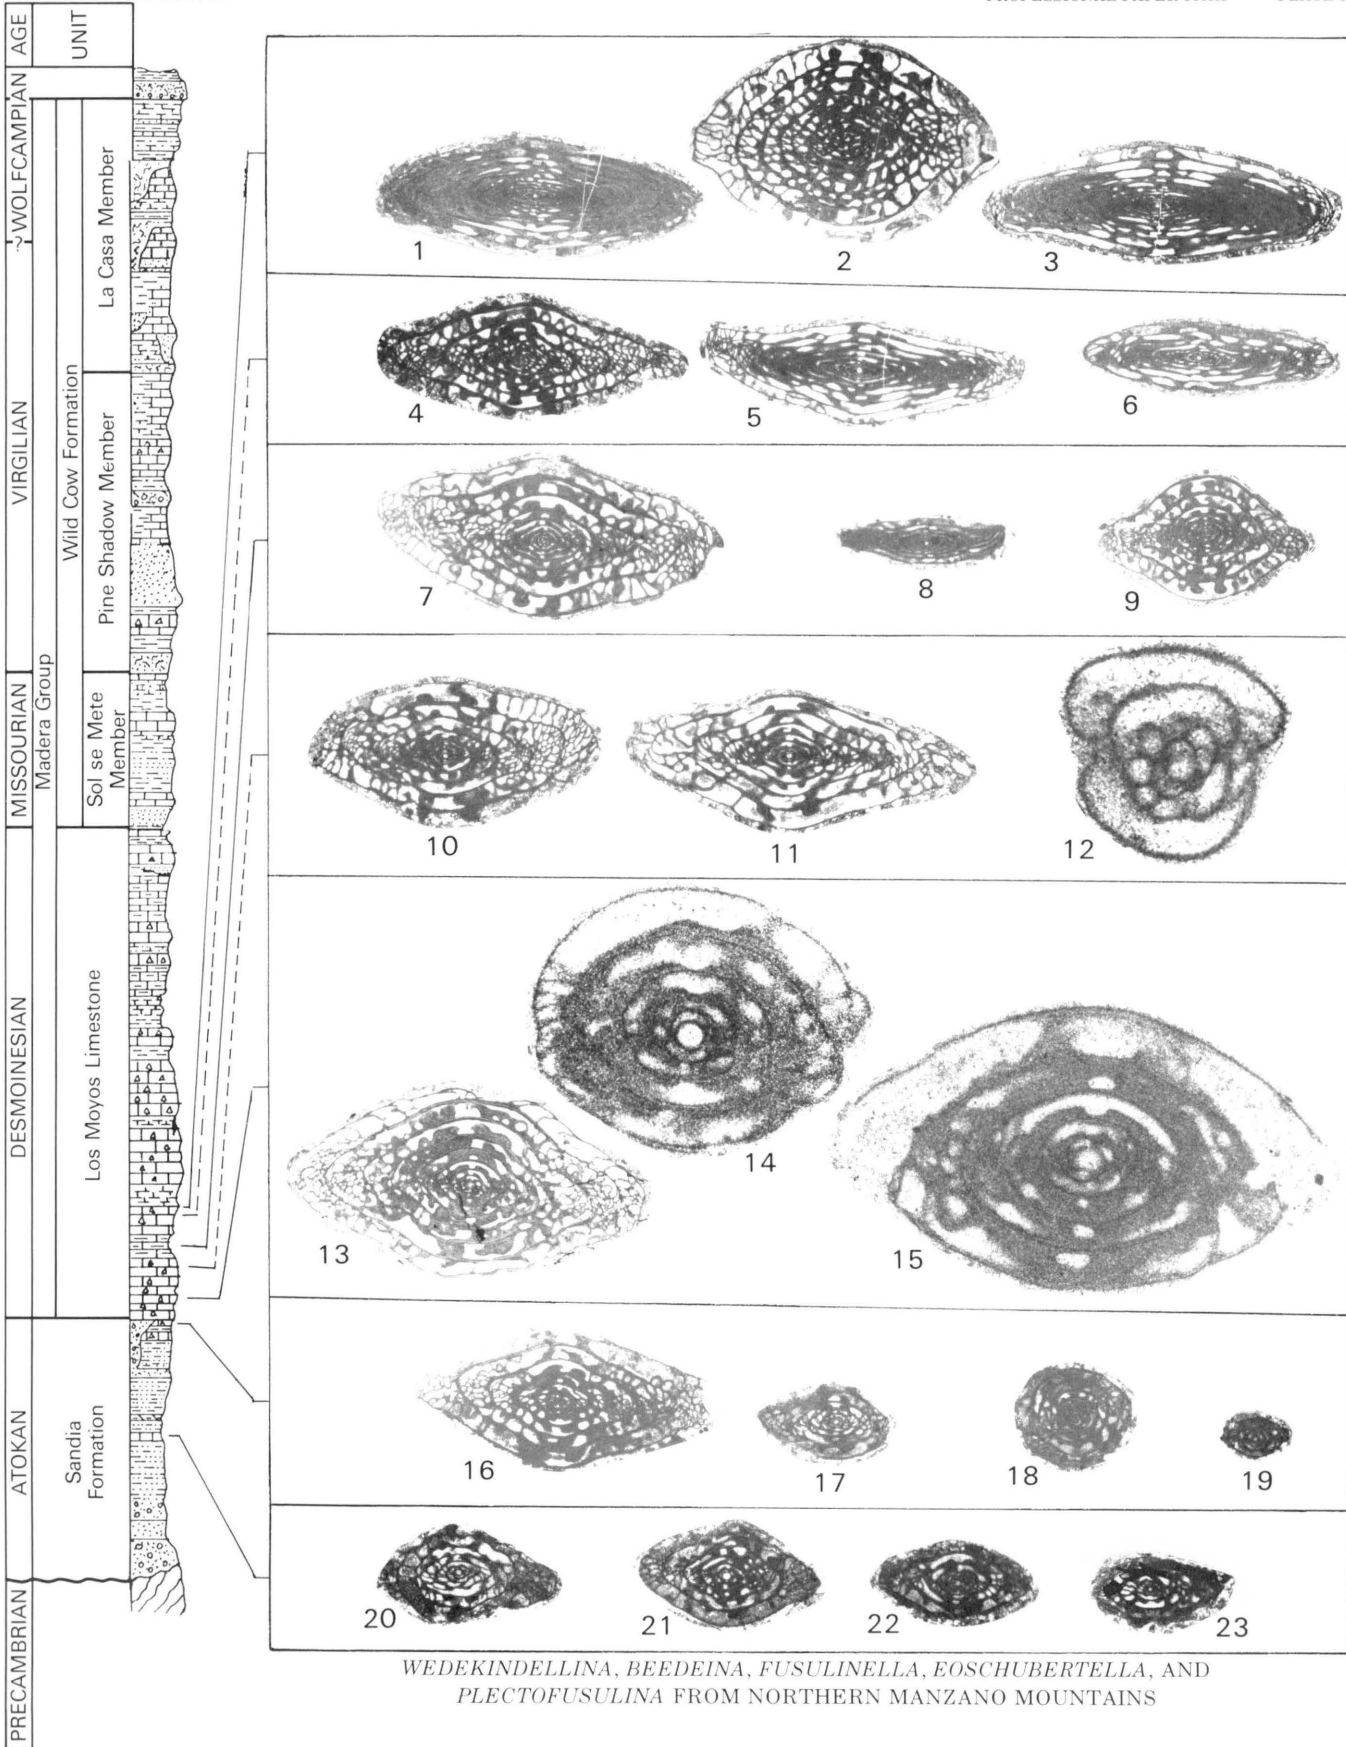 AGE
UNIT
WOLFCAMPIAN
?
VIRGILIAN
MISSOURIAN
DESMOINESIAN
ATOKAN
PRECAMBRIAN
Madera Group
Wild Cow Formation
La Casa Member
Pine Shadow Member
Sol se Mete
Member
Los Moyos Limestone
Sandia
Formation
1
2
3
4
5
6
7
8
9
10
11
12
13
14
15
16
17
18
19
20
21
22
23
WEDEKINDELLINA, BEEDEINA, FUSULINELLA, EOSCHUBERTELLA, AND
PLECTOFUSULINA FROM NORTHERN MANZANO MOUNTAINS